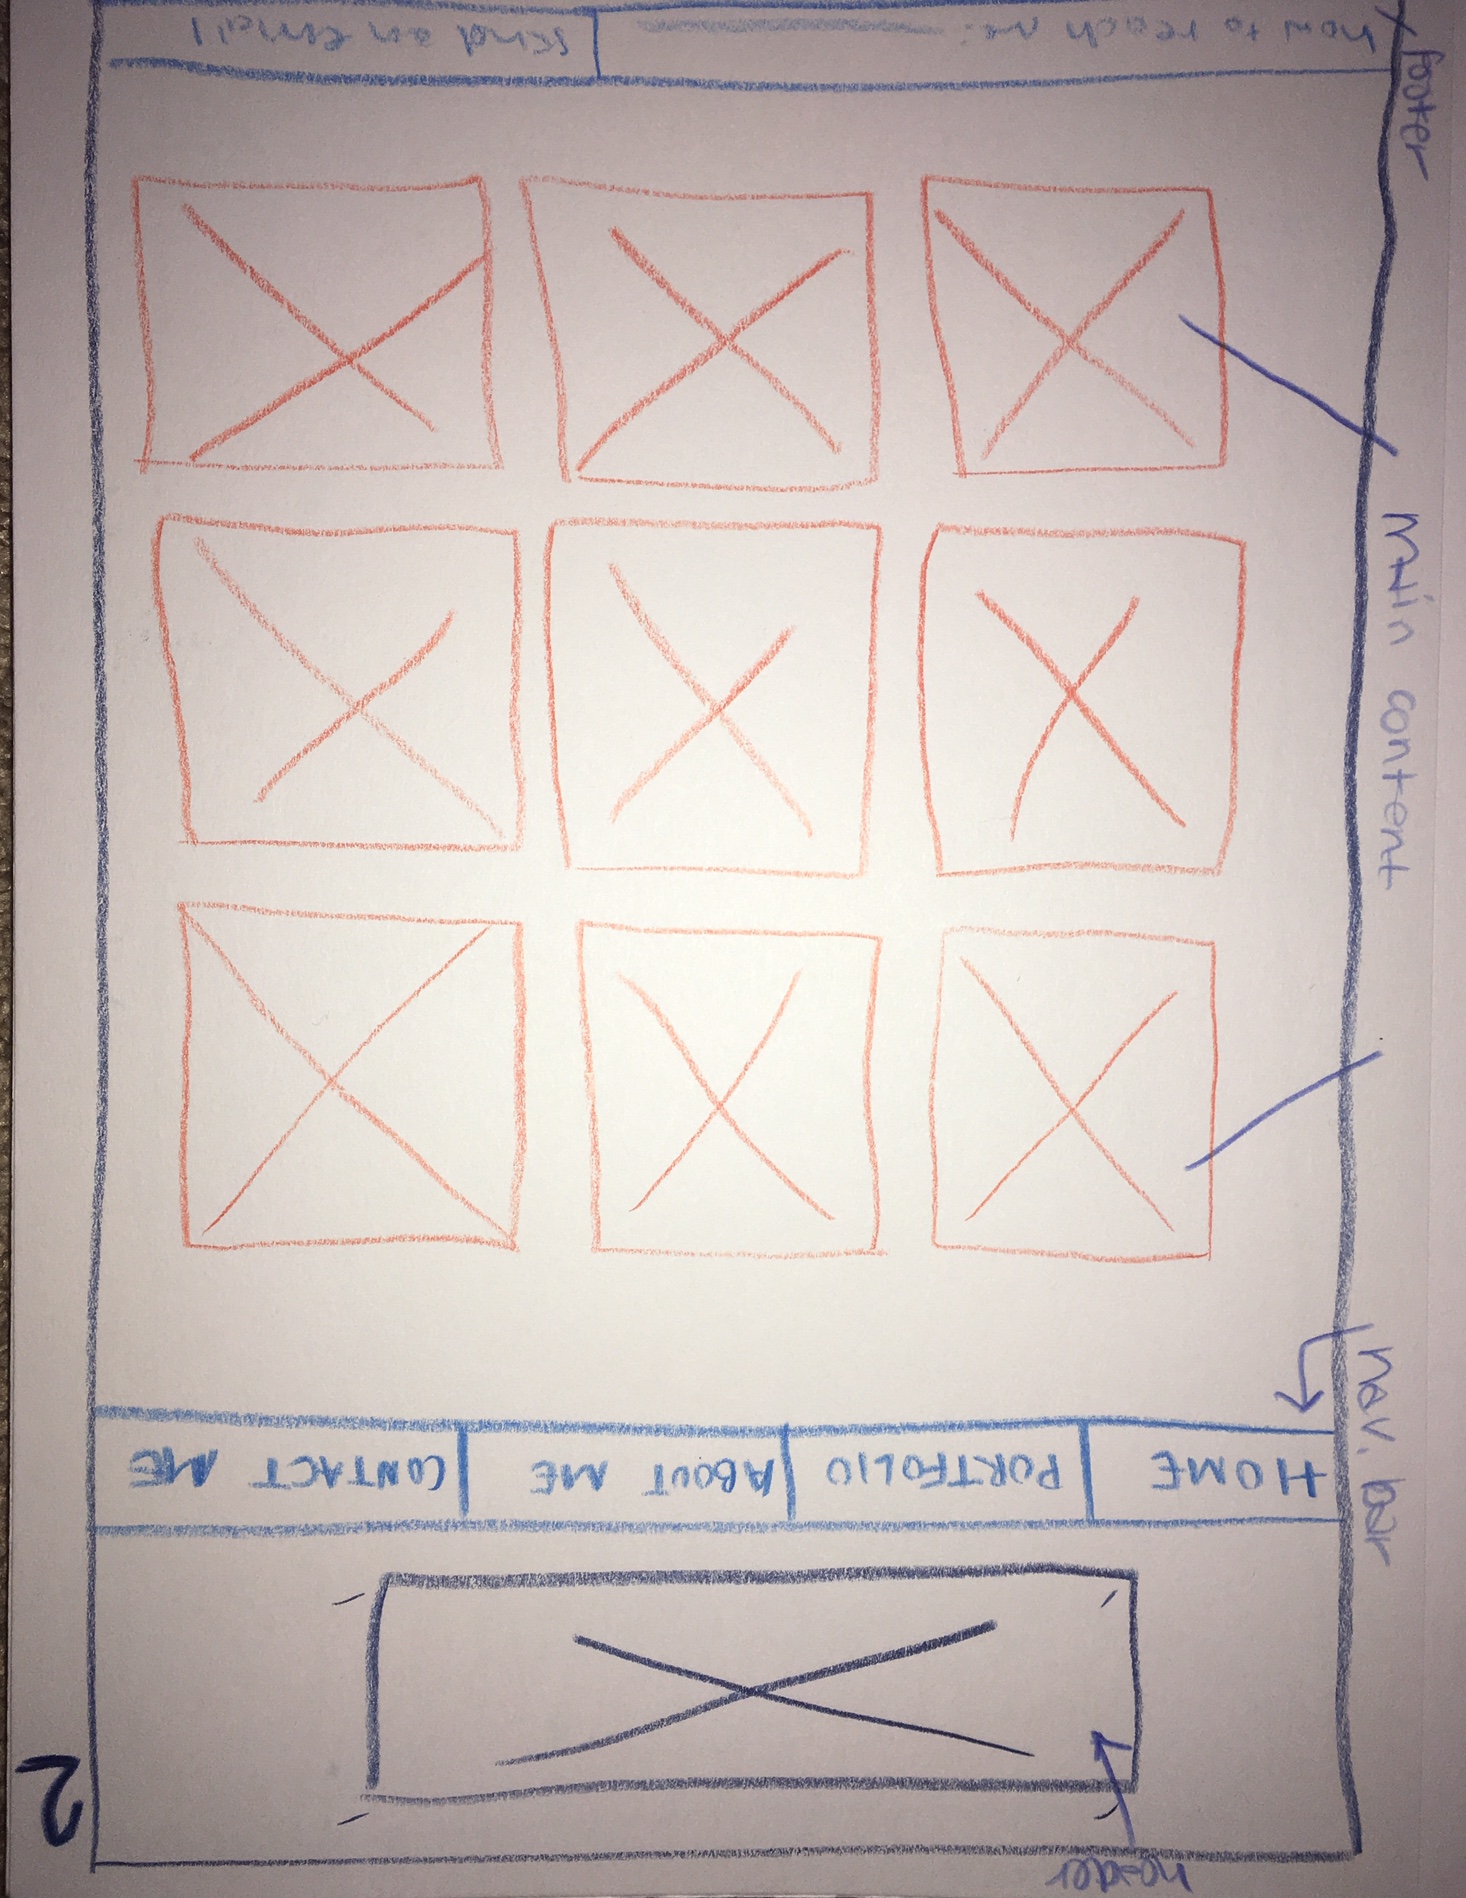 header
2
nav. bar
HOME
PORTFOLIO
ABOUT ME
CONTACT ME
main content
footer
how to reach me:
send an email